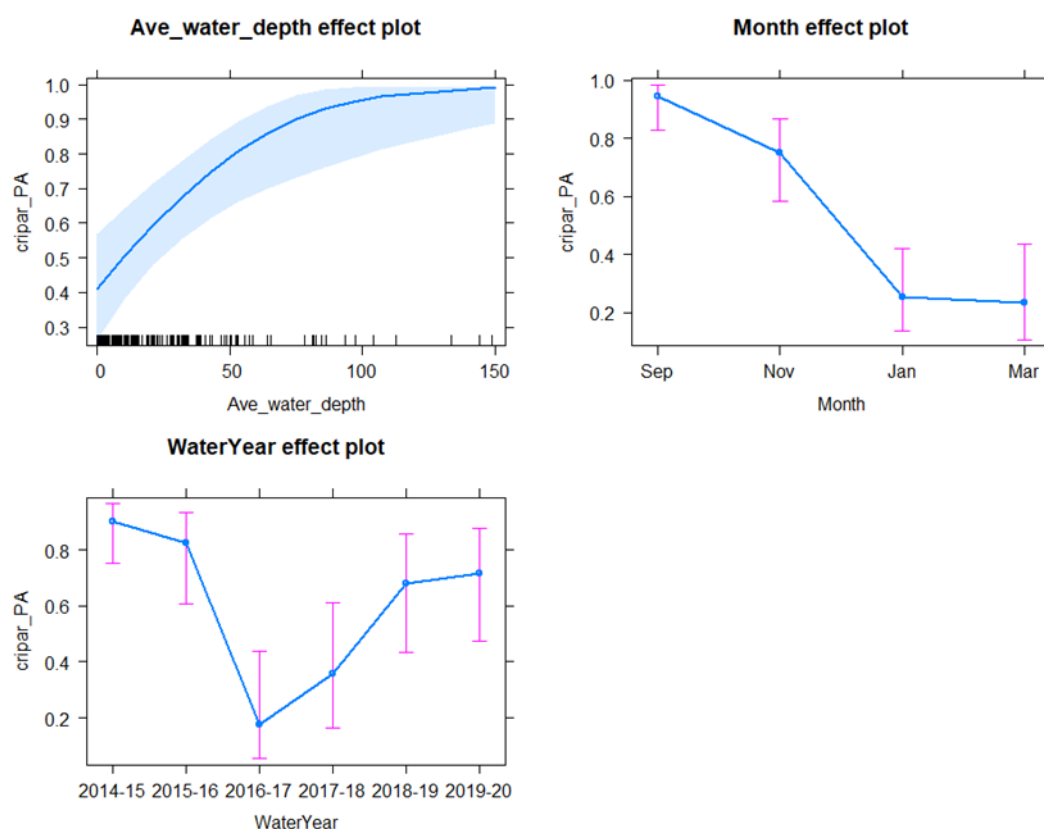 Ave_water_depth effect plot
cripar_PA
1.0
0.9
0.8
0.7
0.6
0.5
0.4
0.3
0 50 100 150
Ave_water_depth
Month effect plot
cripar_PA
1.0
0.8
0.6
0.4
0.2
Sep Nov Jan Mar
Month
WaterYear effect plot
cripar_PA
0.8
0.6
0.4
0.2
2014-15 2015-16 2016-17 2017-18 2018-19 2019-20
WaterYear